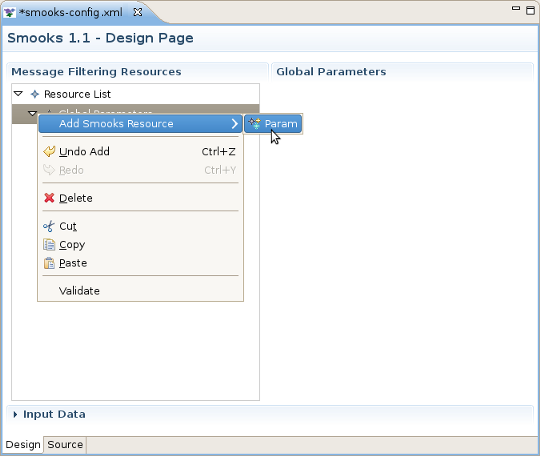 *smooks-config.xml
Smooks 1.1 - Design Page
Message Filtering Resources
Global Parameters
Resource List
Global Parameters
Add Smooks Resource
Param
Undo Add Ctrl+Z
Redo Ctrl+Y
Delete
Cut
Copy
Paste
Validate
Input Data
Design Source